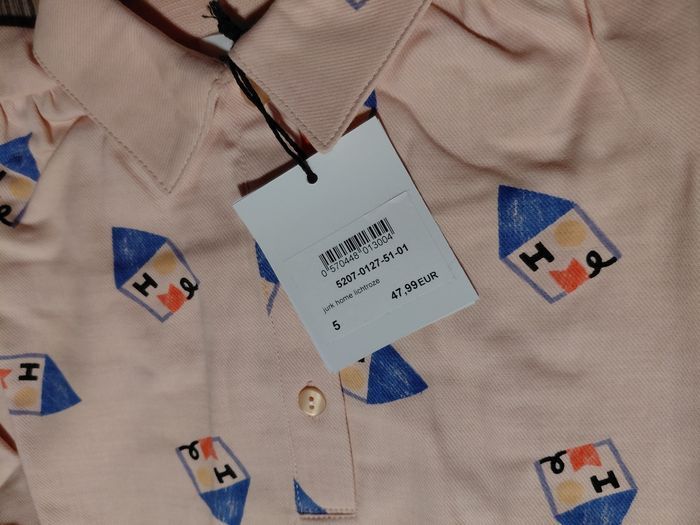 0 570448 013004
5207-0127-51-01
jurk home lichtroze
47,99 EUR
5
H e
H e
H e
H
H e
H e
e